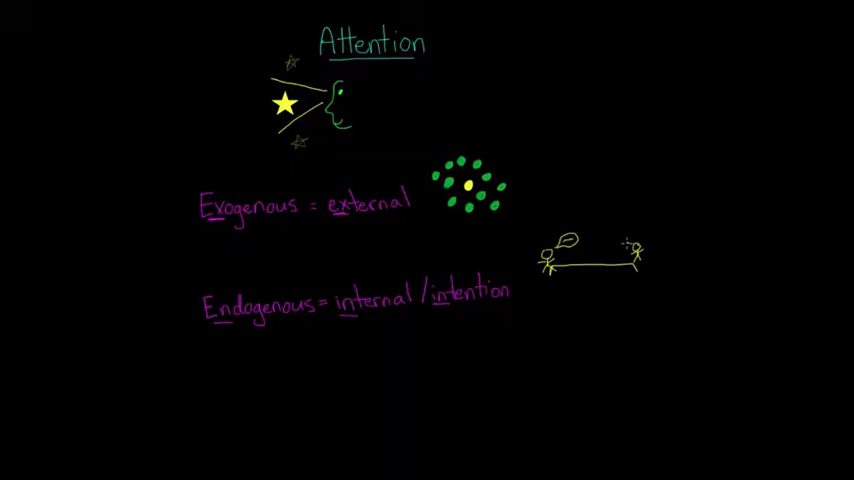 Attention
Exogenous = external
Endogenous = internal / intention